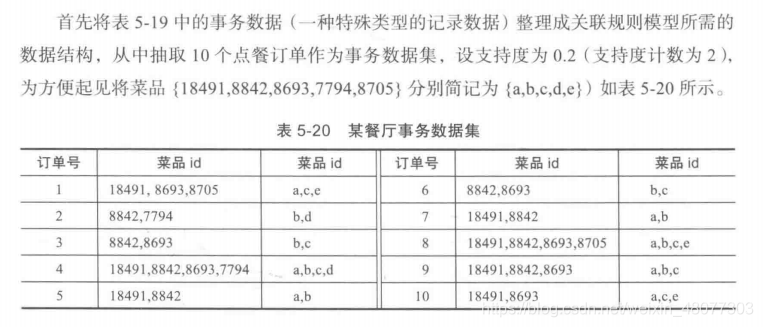 首先将表 5-19 中的事务数据（一种特殊类型的记录数据）整理成关联规则模型所需的
数据结构，从中抽取 10 个点餐订单作为事务数据集，设支持度为 0.2（支持度计数为 2），
为方便起见将菜品 {18491,8842,8693,7794,8705} 分别简记为 {a,b,c,d,e}）如表 5-20 所示。
表 5-20 某餐厅事务数据集
订单号 菜品 id 菜品 id 订单号 菜品 id 菜品 id
1 18491, 8693,8705 a,c,e 6 8842,8693 b,c
2 8842,7794 b,d 7 18491,8842 a,b
3 8842,8693 b,c 8 18491,8842,8693,8705 a,b,c,e
4 18491,8842,8693,7794 a,b,c,d 9 18491,8842,8693 a,b,c
5 18491,8842 a,b 10 18491,8693 a,c,e